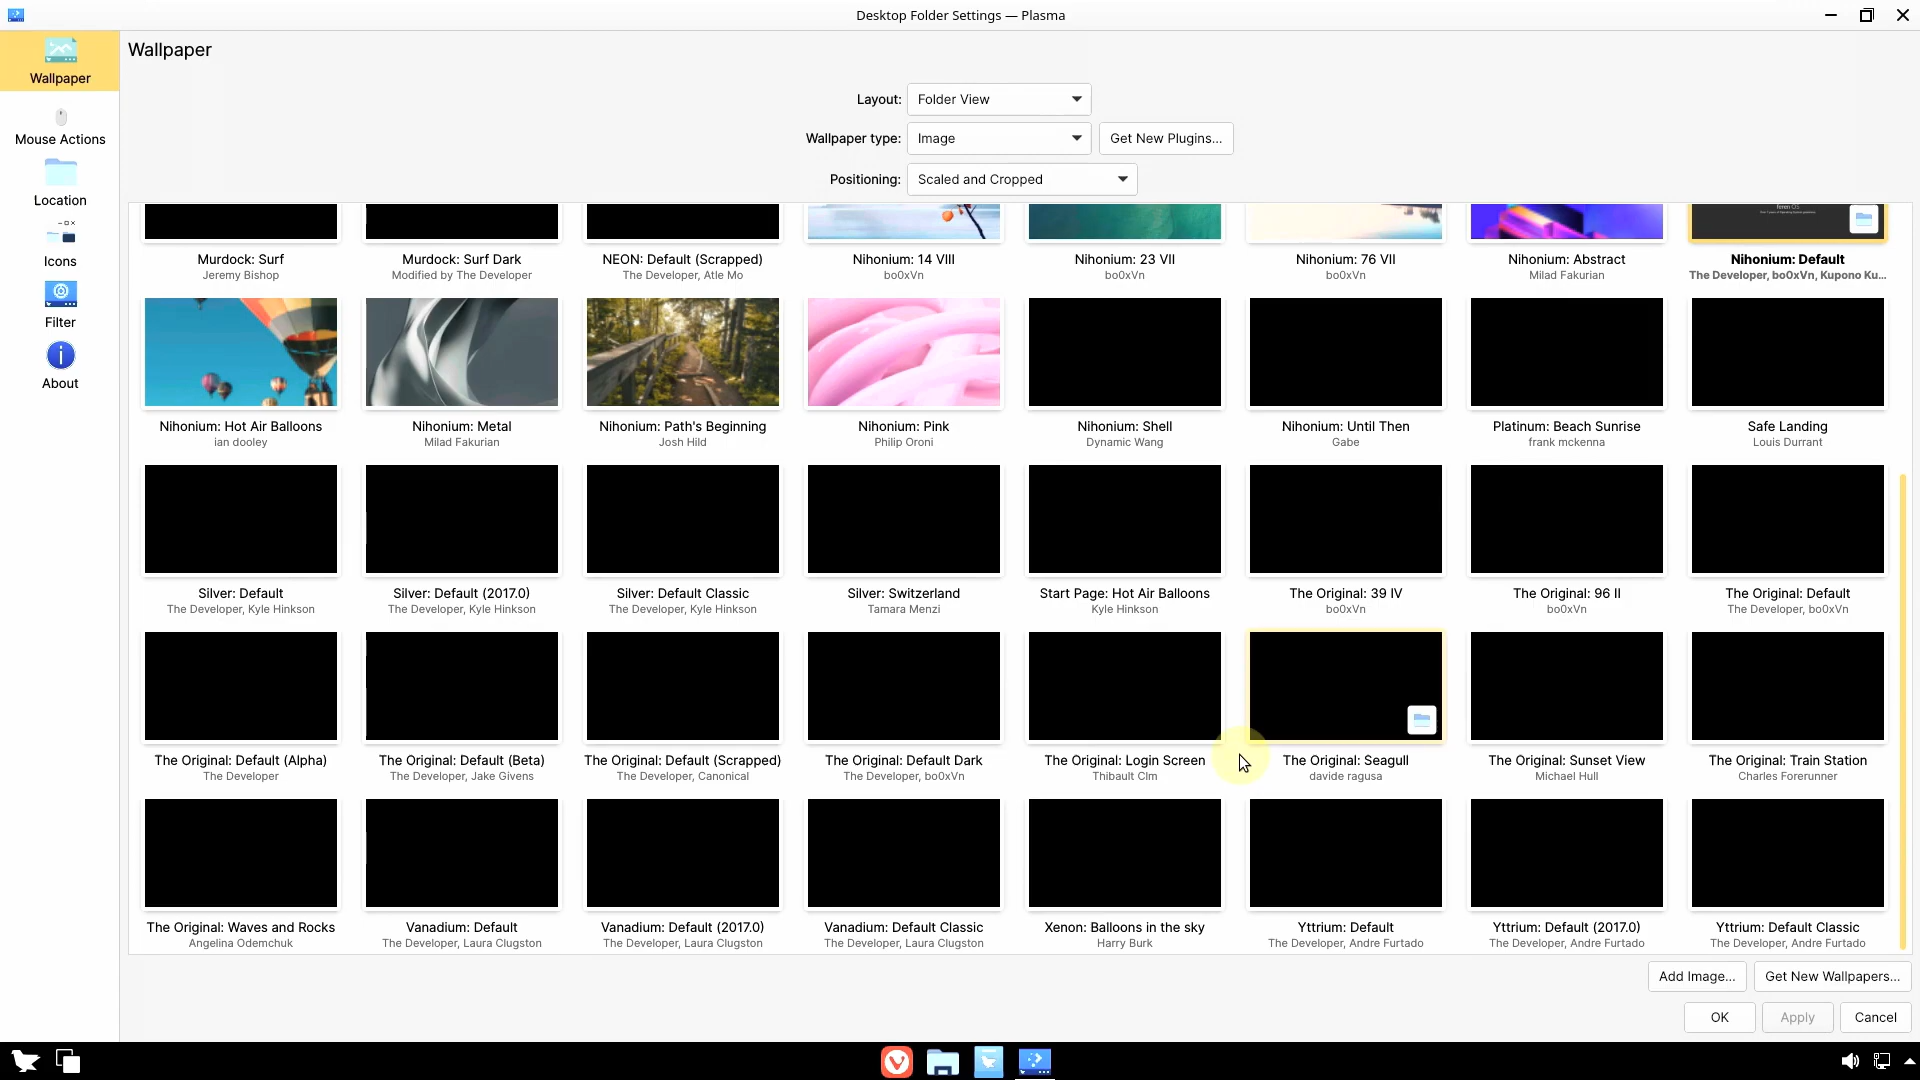 Desktop Folder Settings — Plasma
Wallpaper
Wallpaper
Mouse Actions
Location
Icons
Filter
About
Layout: Folder View
Wallpaper type: Image Get New Plugins...
Positioning: Scaled and Cropped
Murdock: Surf Murdock: Surf Dark NEON: Default (Scrapped) Nihonium: 14 VIII Nihonium: 23 VII Nihonium: 76 VII Nihonium: Abstract Nihonium: Default
Jeremy Bishop Modified by The Developer The Developer, Atle Mo bo0xVn bo0xVn bo0xVn Milad Fakurian The Developer, bo0xVn, Kupono Ku...
Nihonium: Hot Air Balloons Nihonium: Metal Nihonium: Path's Beginning Nihonium: Pink Nihonium: Shell Nihonium: Until Then Platinum: Beach Sunrise Safe Landing
ian dooley Milad Fakurian Josh Hild Philip Oroni Dynamic Wang Gabe frank mckenna Louis Durrant
Silver: Default Silver: Default (2017.0) Silver: Default Classic Silver: Switzerland Start Page: Hot Air Balloons The Original: 39 IV The Original: 96 II The Original: Default
The Developer, Kyle Hinkson The Developer, Kyle Hinkson The Developer, Kyle Hinkson Tamara Menzi Kyle Hinkson bo0xVn bo0xVn The Developer, bo0xVn
The Original: Default (Alpha) The Original: Default (Beta) The Original: Default (Scrapped) The Original: Default Dark The Original: Login Screen The Original: Seagull The Original: Sunset View The Original: Train Station
The Developer The Developer, Jake Givens The Developer, Canonical The Developer, bo0xVn Thibault Clm davide ragusa Michael Hull Charles Forerunner
The Original: Waves and Rocks Vanadium: Default Vanadium: Default (2017.0) Vanadium: Default Classic Xenon: Balloons in the sky Yttrium: Default Yttrium: Default (2017.0) Yttrium: Default Classic
Angelina Odemchuk The Developer, Laura Clugston The Developer, Laura Clugston The Developer, Laura Clugston Harry Burk The Developer, Andre Furtado The Developer, Andre Furtado The Developer, Andre Furtado
Add Image... Get New Wallpapers...
OK Apply Cancel